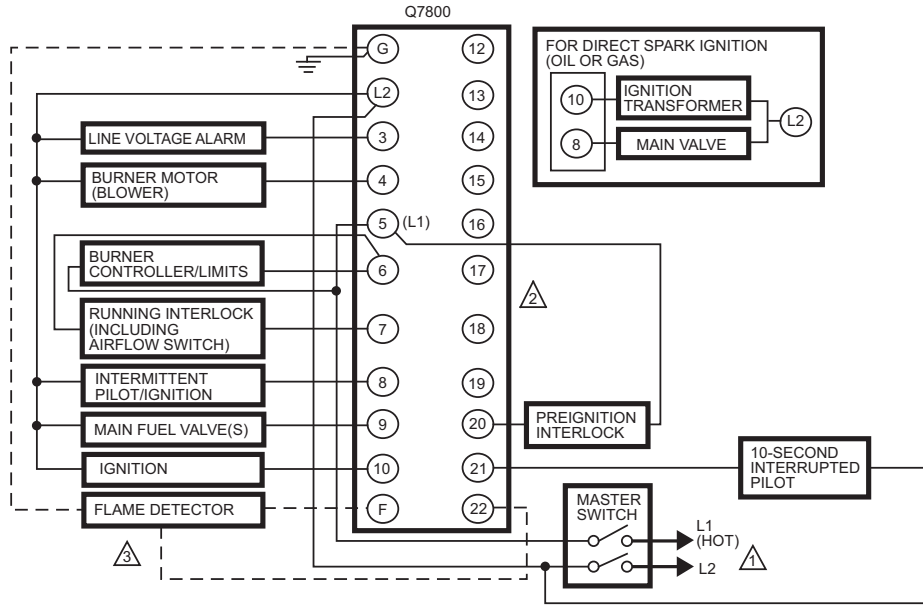 Q7800
G
12
L2
13
LINE VOLTAGE ALARM
3
14
BURNER MOTOR
(BLOWER)
4
15
5
(L1)
16
BURNER
CONTROLLER/LIMITS
6
17
2
RUNNING INTERLOCK
(INCLUDING
AIRFLOW SWITCH)
7
18
INTERMITTENT
PILOT/IGNITION
8
19
MAIN FUEL VALVE(S)
9
20
PREIGNITION
INTERLOCK
IGNITION
10
21
10-SECOND
INTERRUPTED
PILOT
FLAME DETECTOR
F
22
3
MASTER
SWITCH
L1
(HOT)
L2
1
FOR DIRECT SPARK IGNITION
(OIL OR GAS)
10
IGNITION
TRANSFORMER
L2
8
MAIN VALVE